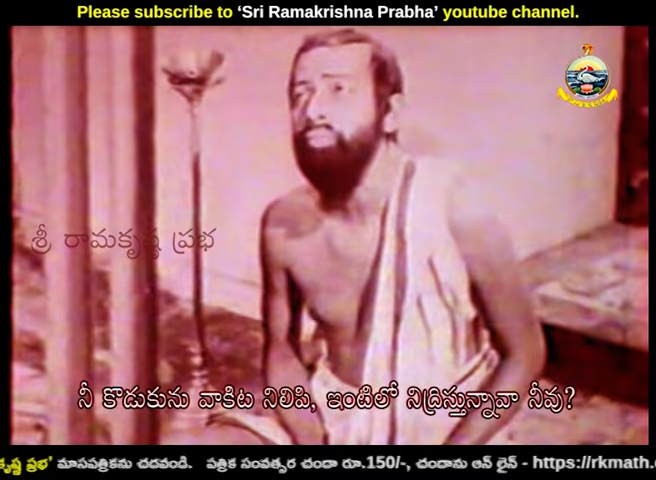 Please subscribe to ‘Sri Ramakrishna Prabha’ youtube channel.
శ్రీ రామకృష్ణ ప్రభ
నీ కొడుకును వాకిట నిలిపి, ఇంటిలో నిద్రిస్తున్నావా నీవు?
ప్రభ' మాసపత్రికను చదవండి. పత్రిక సంవత్సర చందా రూ.150/-, చందాను ఆన్ లైన్ - https://rkmath.